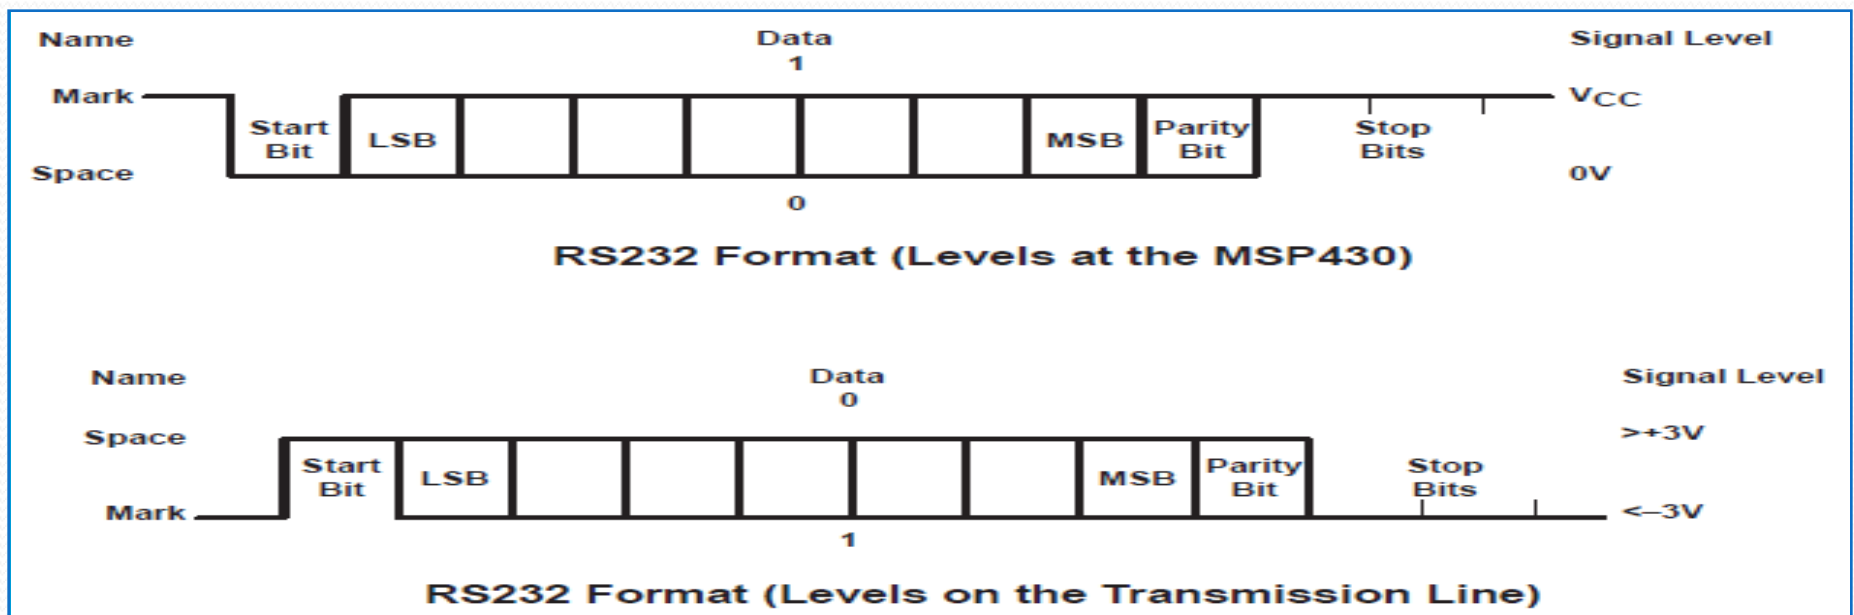 Name Data Signal Level
1
Mark VCC
Start Bit LSB MSB Parity Bit Stop Bits
Space 0V
0
RS232 Format (Levels at the MSP430)
Name Data Signal Level
0
Space >+3V
Start Bit LSB MSB Parity Bit Stop Bits
Mark <–3V
1
RS232 Format (Levels on the Transmission Line)